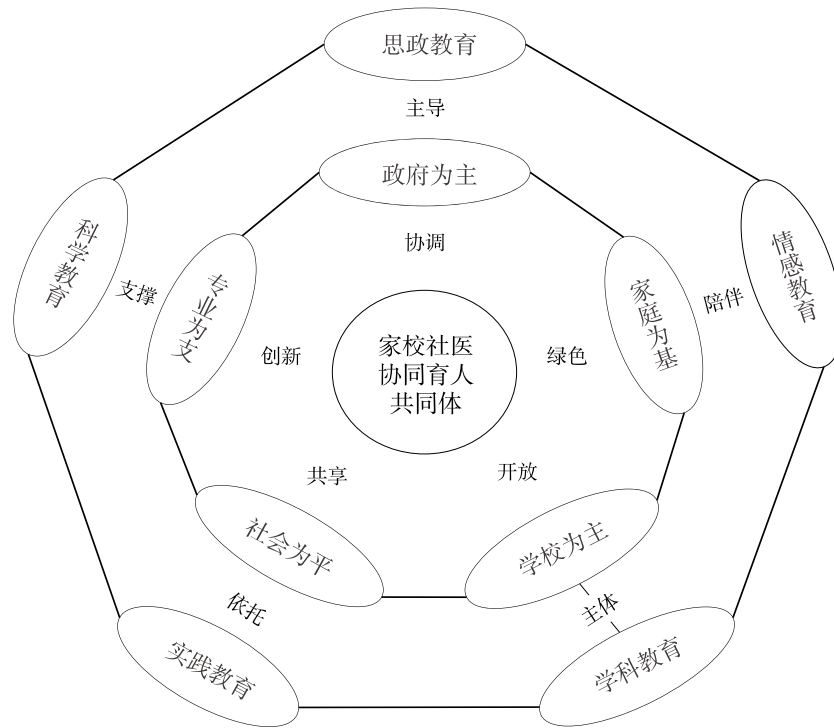 思政教育
主导
政府为主
协调
科学教育
支撑
专业为支
创新
家校社医
协同育人
共同体
绿色
家庭为基
陪伴
情感教育
共享
开放
社会为平
学校为主
依托
主体
实践教育
学科教育